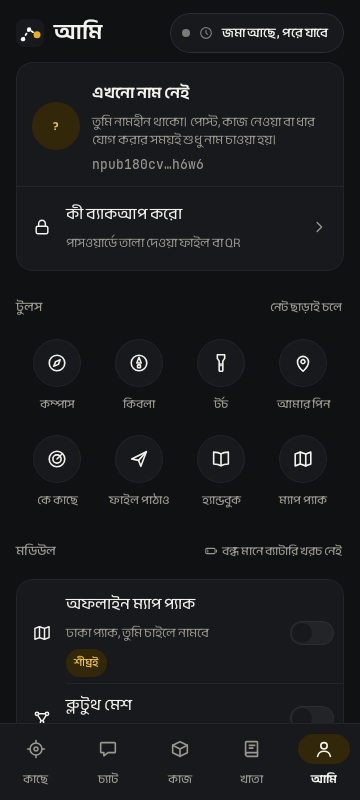 আমি
জমা আছে, পরে যাবে
এখনো নাম নেই
?
তুমি নামহীন থাকো। পোস্ট, কাজ নেওয়া বা ধার
যোগ করার সময়ই শুধু নাম চাওয়া হয়।
npub180cv…h6w6
কী ব্যাকআপ করো
পাসওয়ার্ডে তালা দেওয়া ফাইল বা QR
টুলস
নেট ছাড়াই চলে
কম্পাস
কিবলা
টর্চ
আমার পিন
কে কাছে
ফাইল পাঠাও
হ্যান্ডবুক
ম্যাপ প্যাক
মডিউল
বন্ধ মানে ব্যাটারি খরচ নেই
অফলাইন ম্যাপ প্যাক
ঢাকা প্যাক, তুমি চাইলে নামবে
শীঘ্রই
ব্লুটুথ মেশ
কাছে
চ্যাট
কাজ
খাতা
আমি